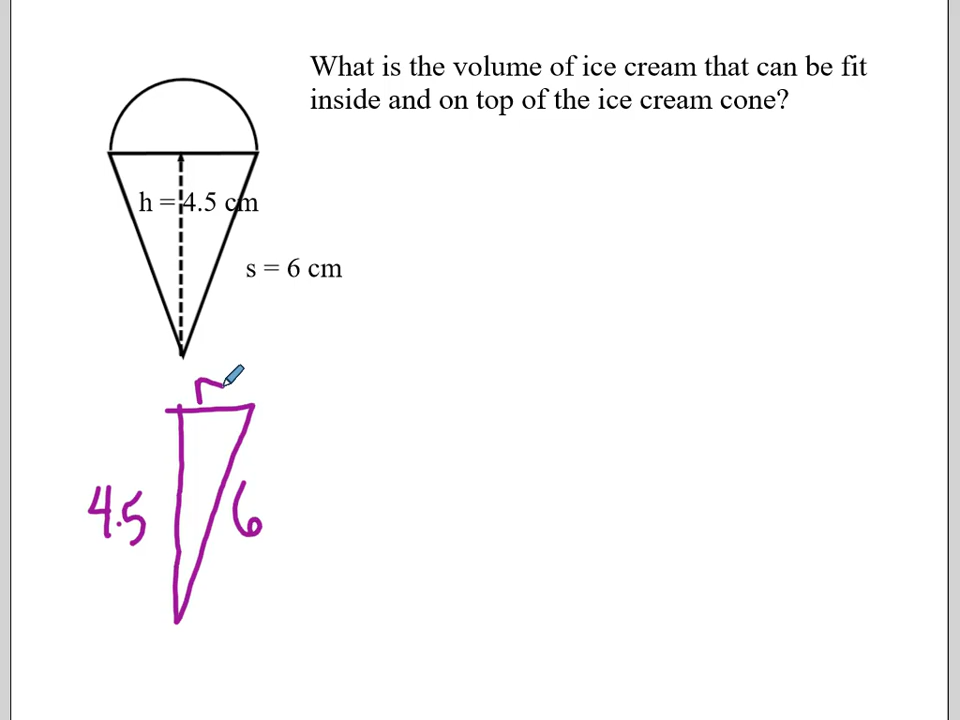 What is the volume of ice cream that can be fit
inside and on top of the ice cream cone?
h = 4.5 cm
s = 6 cm
r
4.5
6